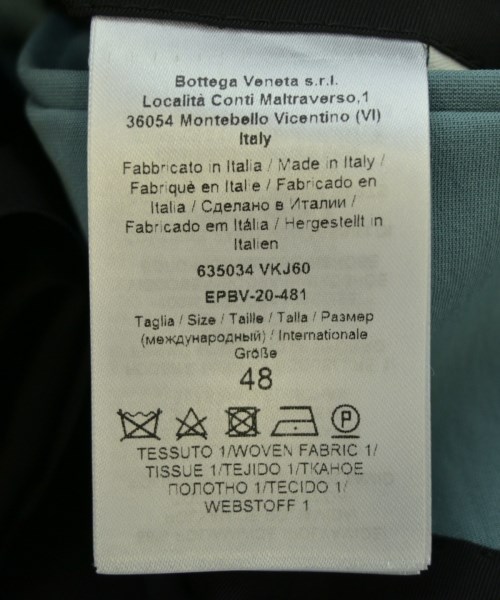 Bottega Veneta s.r.l.
Località Conti Maltraverso,1
36054 Montebello Vicentino (VI)
Italy
Fabbricato in Italia / Made in Italy /
Fabriqué en Italie / Fabricado en
Italia / Сделано в Италии /
Fabricado em Itália / Hergestellt in
Italien
635034 VKJ60
EPBV-20-481
Taglia / Size / Taille / Talla / Размер
(международный) / Internationale
Größe
48
P
TESSUTO 1/WOVEN FABRIC 1/
TISSUE 1/TEJIDO 1/ТКАНОЕ
ПОЛОТНО 1/TECIDO 1/
WEBSTOFF 1